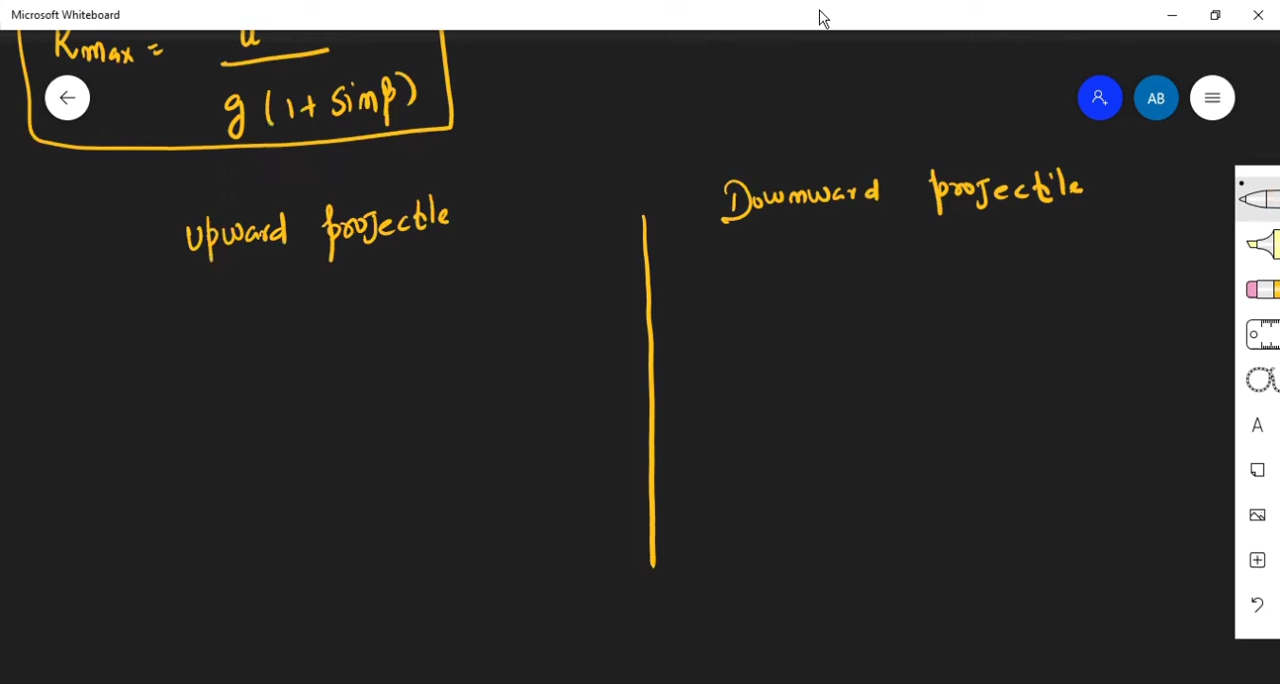 Microsoft Whiteboard
Rmax = u
g (1 + sinβ)
AB
upward projectile
Downward projectile
A